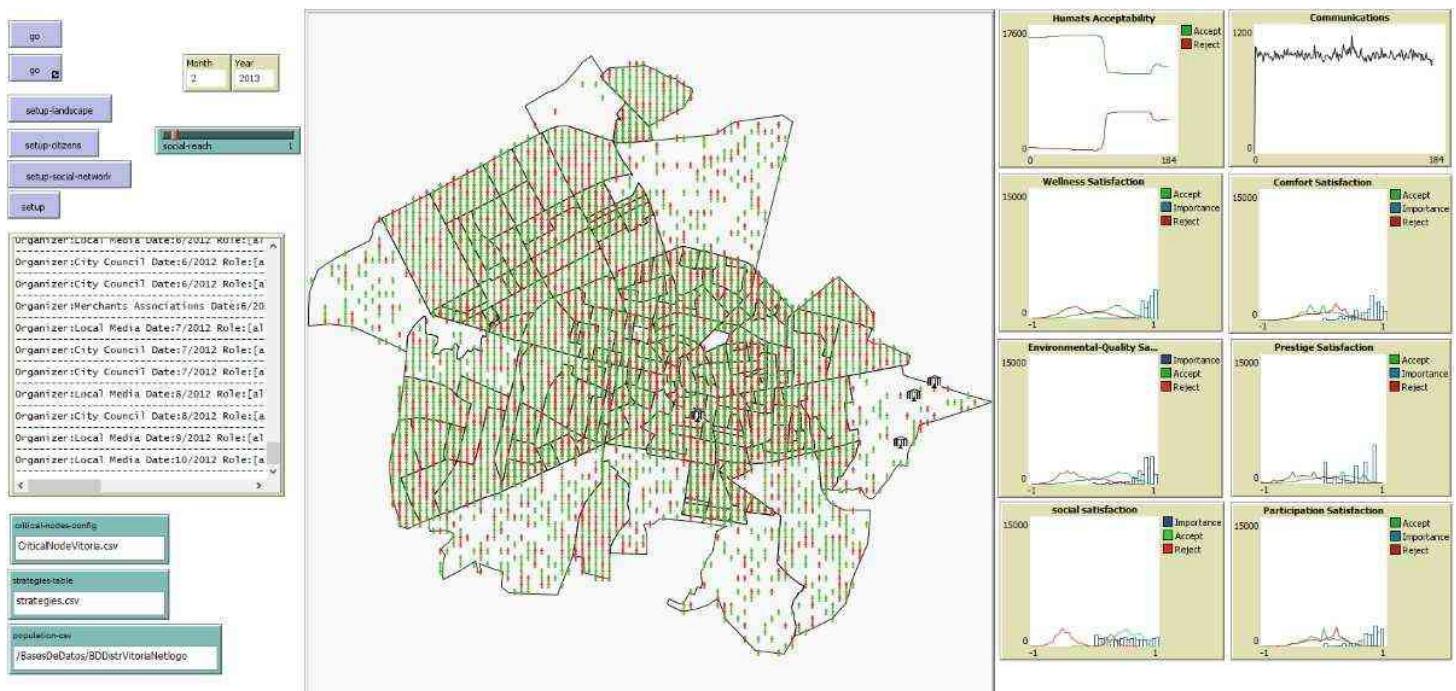 go
go
Month
2
Year
2013
setup-landscape
social-reach
1
setup-citizens
setup-social-network
setup
Organizer:Local Media Date:6/2012 Role:[al
Organizer:City Council Date:6/2012 Role:[a
Organizer:City Council Date:6/2012 Role:[a
Organizer:Merchants Associations Date:6/20
Organizer:Local Media Date:7/2012 Role:[al
Organizer:City Council Date:7/2012 Role:[a
Organizer:City Council Date:7/2012 Role:[a
Organizer:Local Media Date:8/2012 Role:[al
Organizer:City Council Date:8/2012 Role:[a
Organizer:Local Media Date:9/2012 Role:[al
Organizer:Local Media Date:10/2012 Role:[a
critical-nodes-config
CriticalNodeVitoria.csv
strategies-table
strategies.csv
population-csv
/BasesDeDatos/BDDistrVitoriaNetlogo
Humats Acceptability
17600
0
0
184
Accept
Reject
Communications
1200
0
0
184
Wellness Satisfaction
15000
0
-1
1
Accept
Importance
Reject
Comfort Satisfaction
15000
0
-1
1
Accept
Importance
Reject
Environmental-Quality Sa...
15000
0
-1
1
Importance
Accept
Reject
Prestige Satisfaction
15000
0
-1
1
Accept
Importance
Reject
social satisfaction
15000
0
-1
1
Importance
Accept
Reject
Participation Satisfaction
15000
0
-1
1
Accept
Importance
Reject